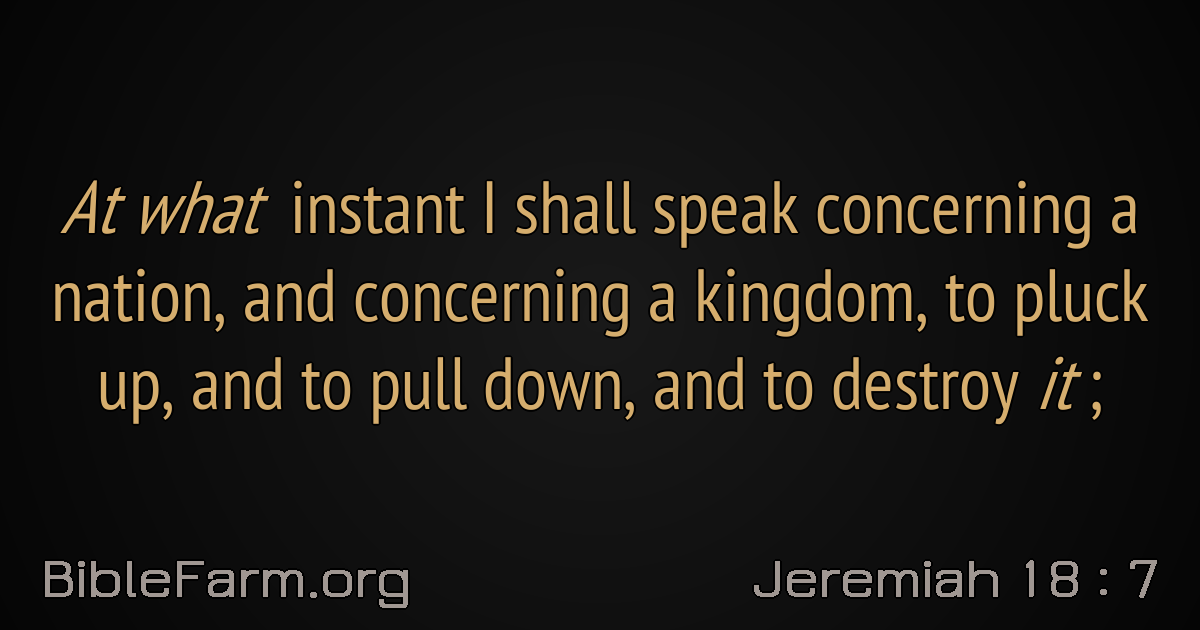 At what instant I shall speak concerning a
nation, and concerning a kingdom, to pluck
up, and to pull down, and to destroy it ;
BibleFarm.org
Jeremiah 18 : 7